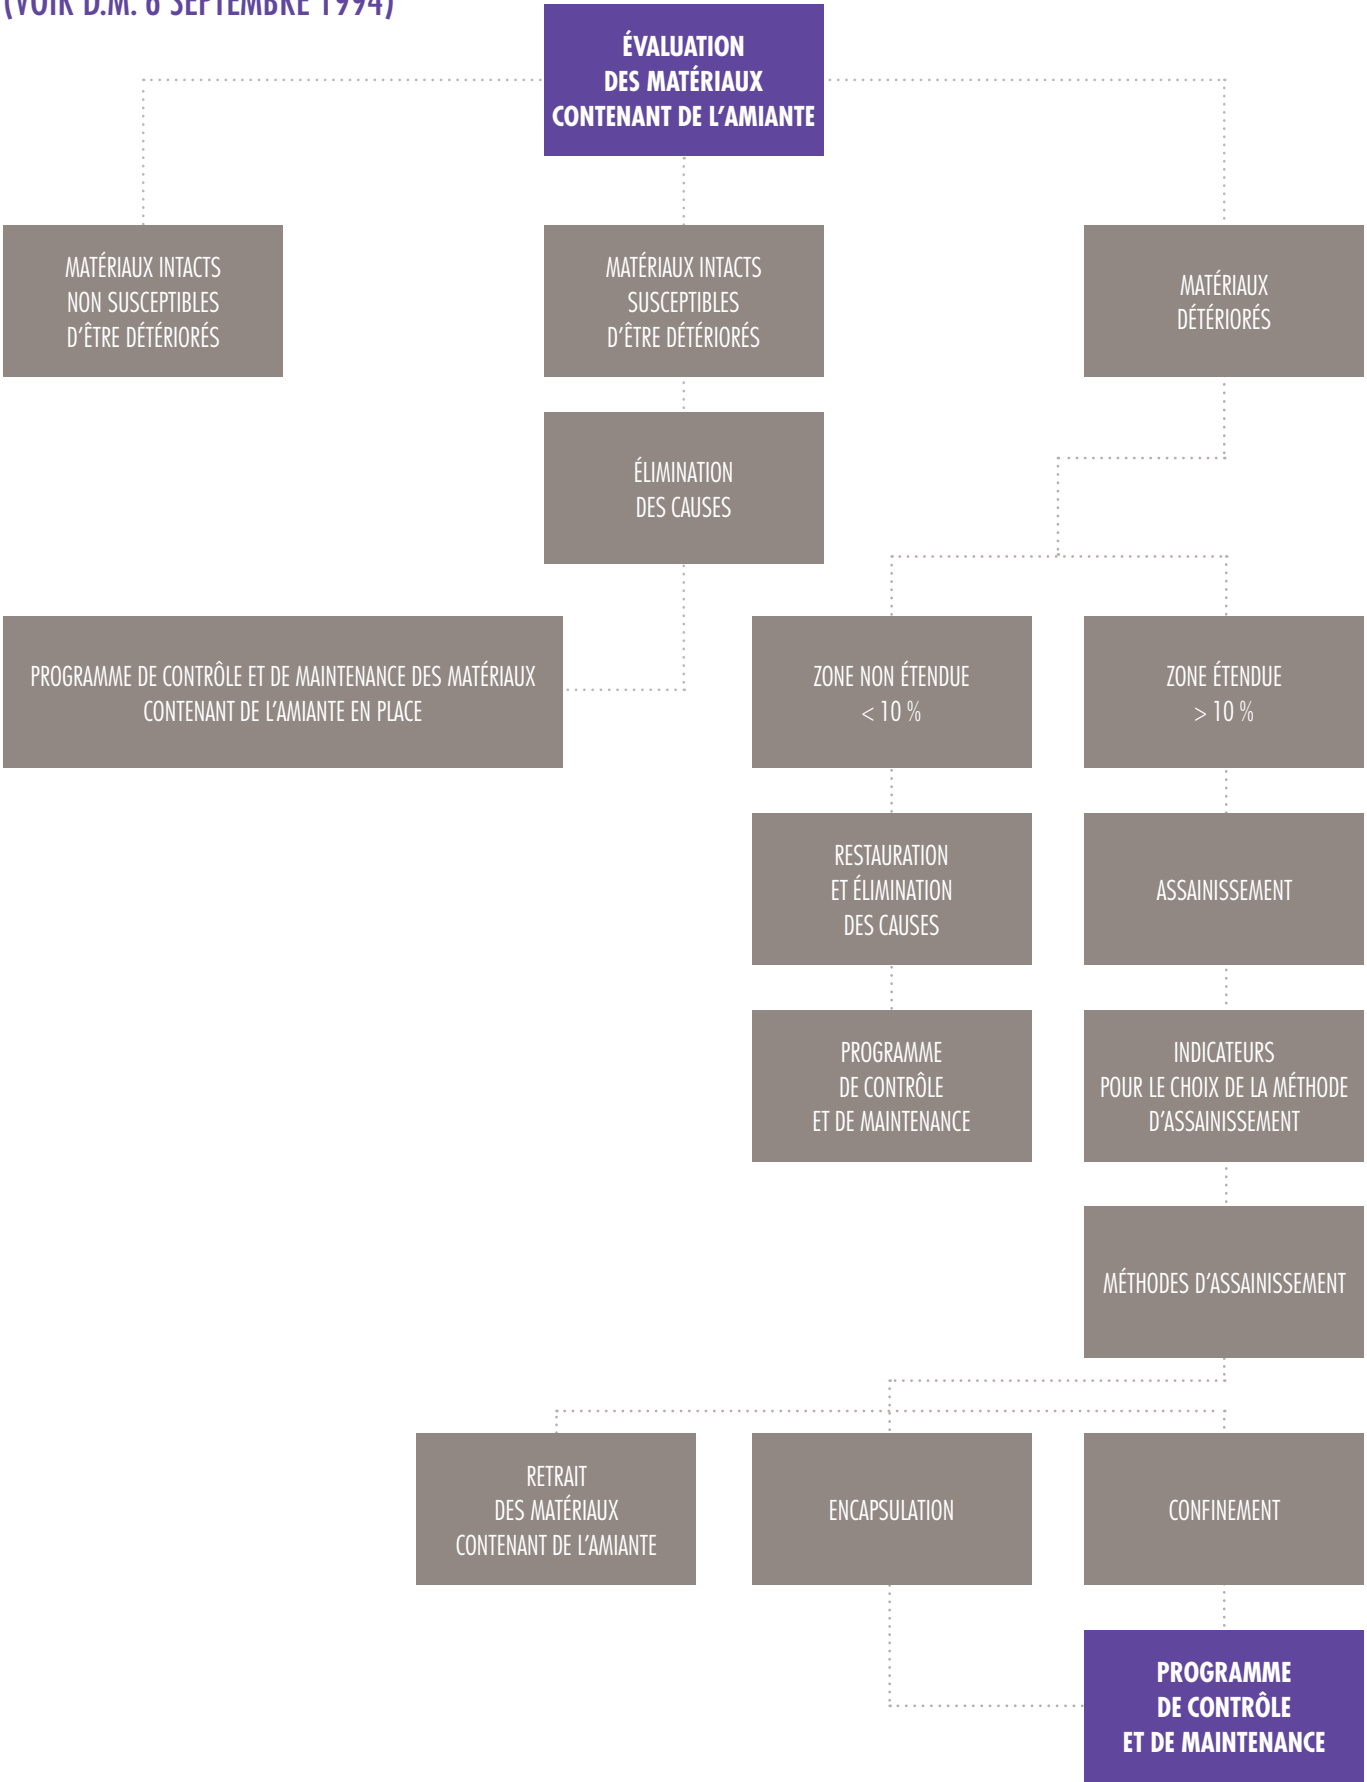 (VOIR D.M. 6 SEPTEMBRE 1994)
ÉVALUATION
DES MATÉRIAUX
CONTENANT DE L’AMIANTE
MATÉRIAUX INTACTS
NON SUSCEPTIBLES
D’ÊTRE DÉTÉRIORÉS
MATÉRIAUX INTACTS
SUSCEPTIBLES
D’ÊTRE DÉTÉRIORÉS
MATÉRIAUX
DÉTÉRIORÉS
ÉLIMINATION
DES CAUSES
PROGRAMME DE CONTRÔLE ET DE MAINTENANCE DES MATÉRIAUX
CONTENANT DE L’AMIANTE EN PLACE
ZONE NON ÉTENDUE
< 10 %
ZONE ÉTENDUE
> 10 %
RESTAURATION
ET ÉLIMINATION
DES CAUSES
ASSAINISSEMENT
PROGRAMME
DE CONTRÔLE
ET DE MAINTENANCE
INDICATEURS
POUR LE CHOIX DE LA MÉTHODE
D’ASSAINISSEMENT
MÉTHODES D’ASSAINISSEMENT
RETRAIT
DES MATÉRIAUX
CONTENANT DE L’AMIANTE
ENCAPSULATION
CONFINEMENT
PROGRAMME
DE CONTRÔLE
ET DE MAINTENANCE